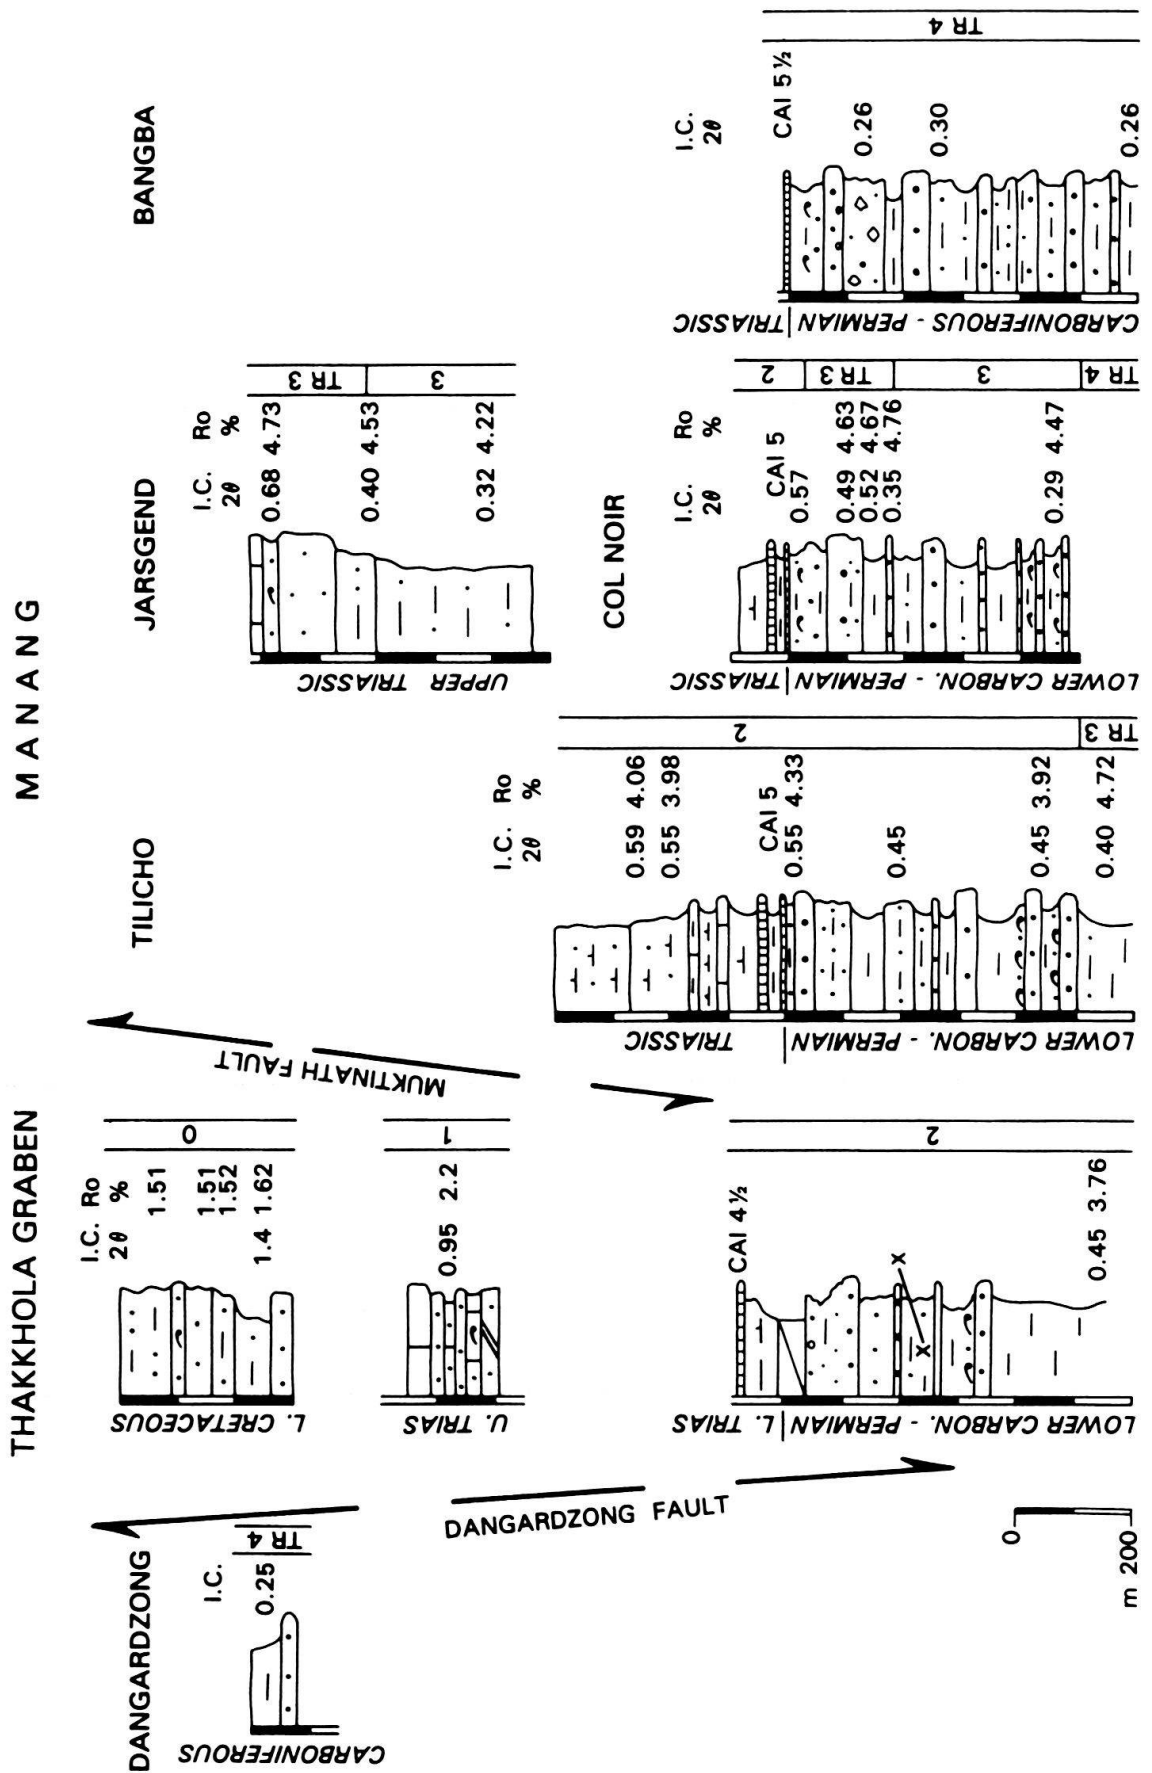 MANANG
THAKKHOLA GRABEN
DANGARDZONG
I.C.
0.25
TR 4
CARBONIFEROUS
DANGARDZONG FAULT
I.C. Ro
2θ %
1.51
1.51
1.52
1.4 1.62
0
L. CRETACEOUS
0.95 2.2
1
U. TRIAS
CAI 4½
X
X
0.45 3.76
2
L. TRIAS
LOWER CARBON. - PERMIAN
MUKTINATH FAULT
TILICHO
I.C. Ro
2θ %
0.59 4.06
0.55 3.98
CAI 5
0.55 4.33
0.45
0.45 3.92
0.40 4.72
2
TR 3
TRIASSIC
LOWER CARBON. - PERMIAN
JARSGEND
I.C. Ro
2θ %
0.68 4.73
0.40 4.53
0.32 4.22
TR 3
3
UPPER TRIASSIC
COL NOIR
I.C. Ro
2θ %
CAI 5
0.57
0.49 4.63
0.52 4.67
0.35 4.76
0.29 4.47
2
TR 3
3
TR 4
TRIASSIC
LOWER CARBON. - PERMIAN
BANGBA
I.C.
2θ
CAI 5½
0.26
0.30
0.26
TR 4
TRIASSIC
CARBONIFEROUS - PERMIAN
0
m 200